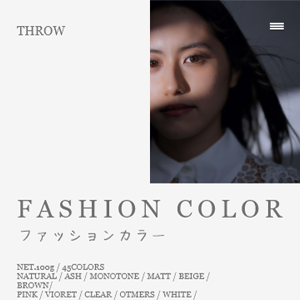 THROW
FASHION COLOR
ファッションカラー
NET.100g / 45COLORS
NATURAL / ASH / MONOTONE / MATT / BEIGE /
BROWN/
PINK / VIORET / CLEAR / OTMERS / WHITE /